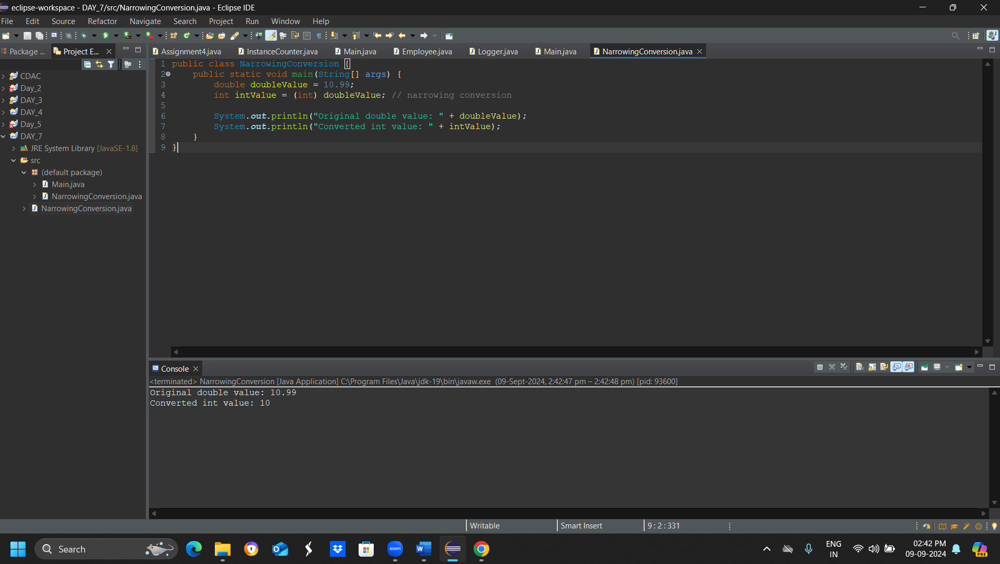 eclipse-workspace - DAY_7/src/NarrowingConversion.java - Eclipse IDE
File Edit Source Refactor Navigate Search Project Run Window Help
Package ... Project E... Assignment4.java InstanceCounter.java Main.java Employee.java Logger.java Main.java NarrowingConversion.java
CDAC
Day_2
DAY_3
DAY_4
Day_5
DAY_7
JRE System Library [JavaSE-1.8]
src
(default package)
Main.java
NarrowingConversion.java
NarrowingConversion.java
1 public class NarrowingConversion {
2 public static void main(String[] args) {
3 double doubleValue = 10.99;
4 int intValue = (int) doubleValue; // narrowing conversion
5
6 System.out.println("Original double value: " + doubleValue);
7 System.out.println("Converted int value: " + intValue);
8 }
9 }
Console
<terminated> NarrowingConversion [Java Application] C:\Program Files\Java\jdk-19\bin\javaw.exe (09-Sept-2024, 2:42:47 pm – 2:42:48 pm) [pid: 93600]
Original double value: 10.99
Converted int value: 10
Writable Smart Insert 9 : 2 : 331
Search
zoom
W
ENG
IN
02:42 PM
09-09-2024
PRE